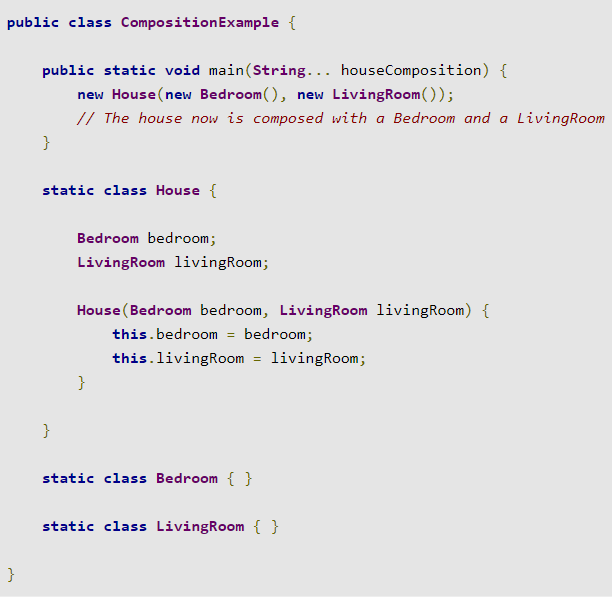 public class CompositionExample {
    public static void main(String... houseComposition) {
        new House(new Bedroom(), new LivingRoom());
        // The house now is composed with a Bedroom and a LivingRoom
    }
    static class House {
        Bedroom bedroom;
        LivingRoom livingRoom;
        House(Bedroom bedroom, LivingRoom livingRoom) {
            this.bedroom = bedroom;
            this.livingRoom = livingRoom;
        }
    }
    static class Bedroom { }
    static class LivingRoom { }
}